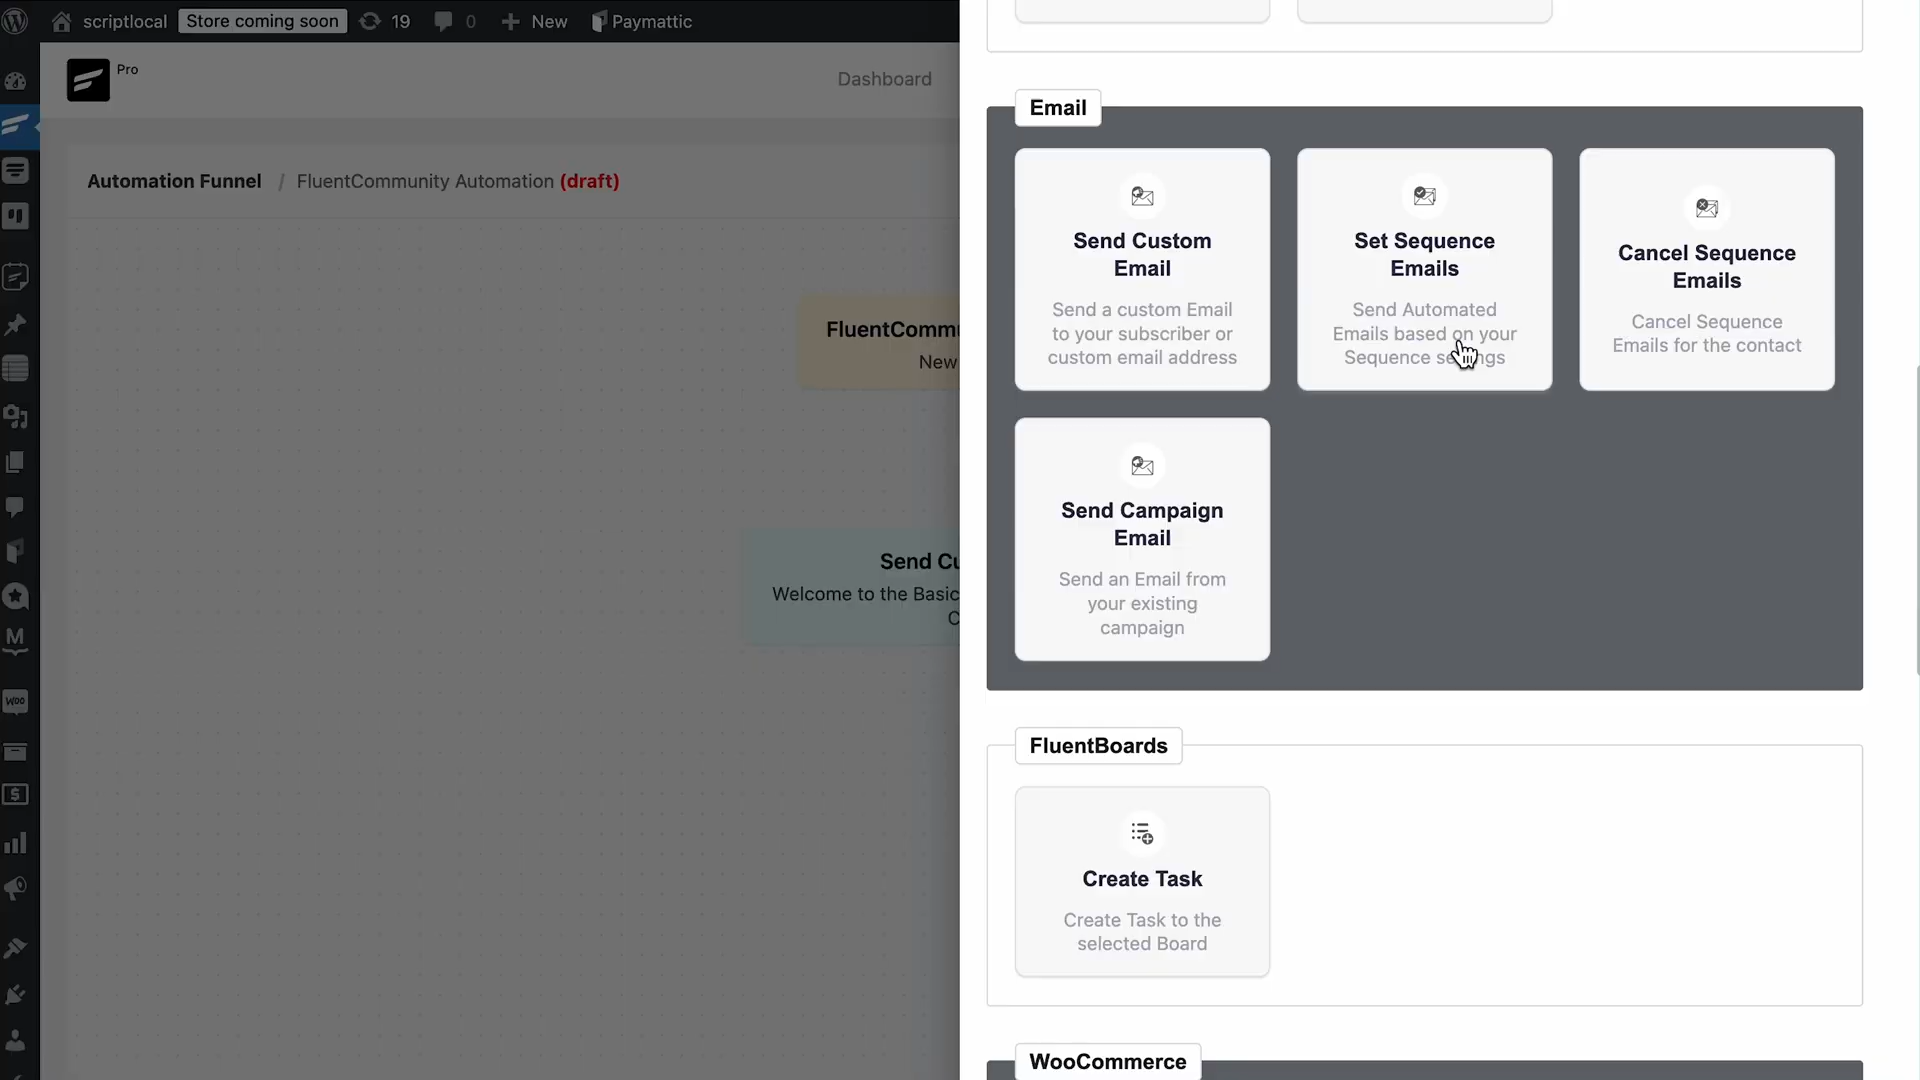 scriptlocal Store coming soon 19 0 New Paymattic
Pro
Dashboard
Automation Funnel / FluentCommunity Automation (draft)
FluentCommu
New
Send Cu
Welcome to the Basic
C
M
Woo
Email
Send Custom
Email
Send a custom Email
to your subscriber or
custom email address
Set Sequence
Emails
Send Automated
Emails based on your
Sequence settings
Cancel Sequence
Emails
Cancel Sequence
Emails for the contact
Send Campaign
Email
Send an Email from
your existing
campaign
FluentBoards
Create Task
Create Task to the
selected Board
WooCommerce